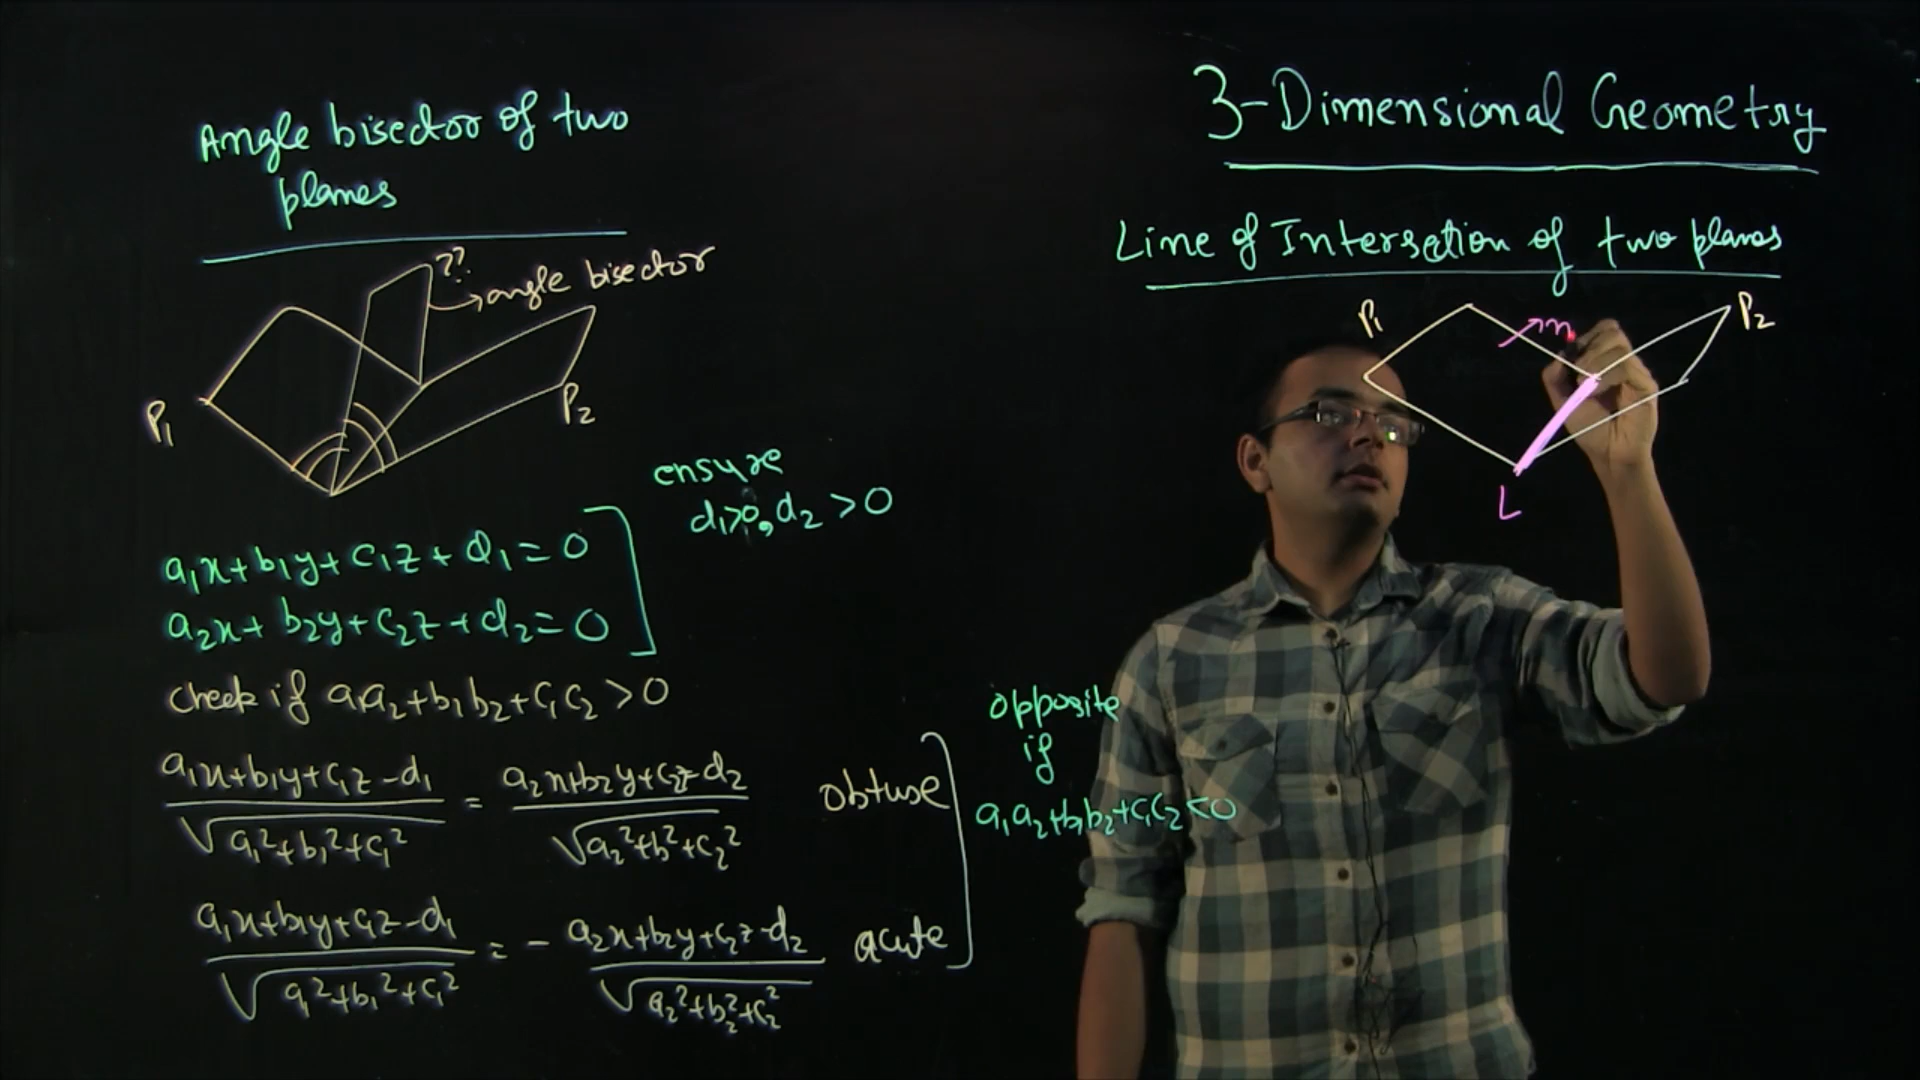 Angle bisector of two
planes
??
angle bisector
P1
P2
ensure
d1>0, d2 > 0
a1x+b1y+c1z+d1=0
a2x+b2y+c2z+d2=0
check if a1a2+b1b2+c1c2 >0
a1x+b1y+c1z-d1 / √a1²+b1²+c1² = a2x+b2y+c2z-d2 / √a2²+b²+c2² obtuse
a1x+b1y+c1z-d1 / √a1²+b1²+c1² = - a2x+b2y+c2z-d2 / √a2²+b2²+c2² acute
opposite
if
a1a2+b1b2+c1c2<0
3-Dimensional Geometry
Line of Intersection of two planes
P1
n
P2
L